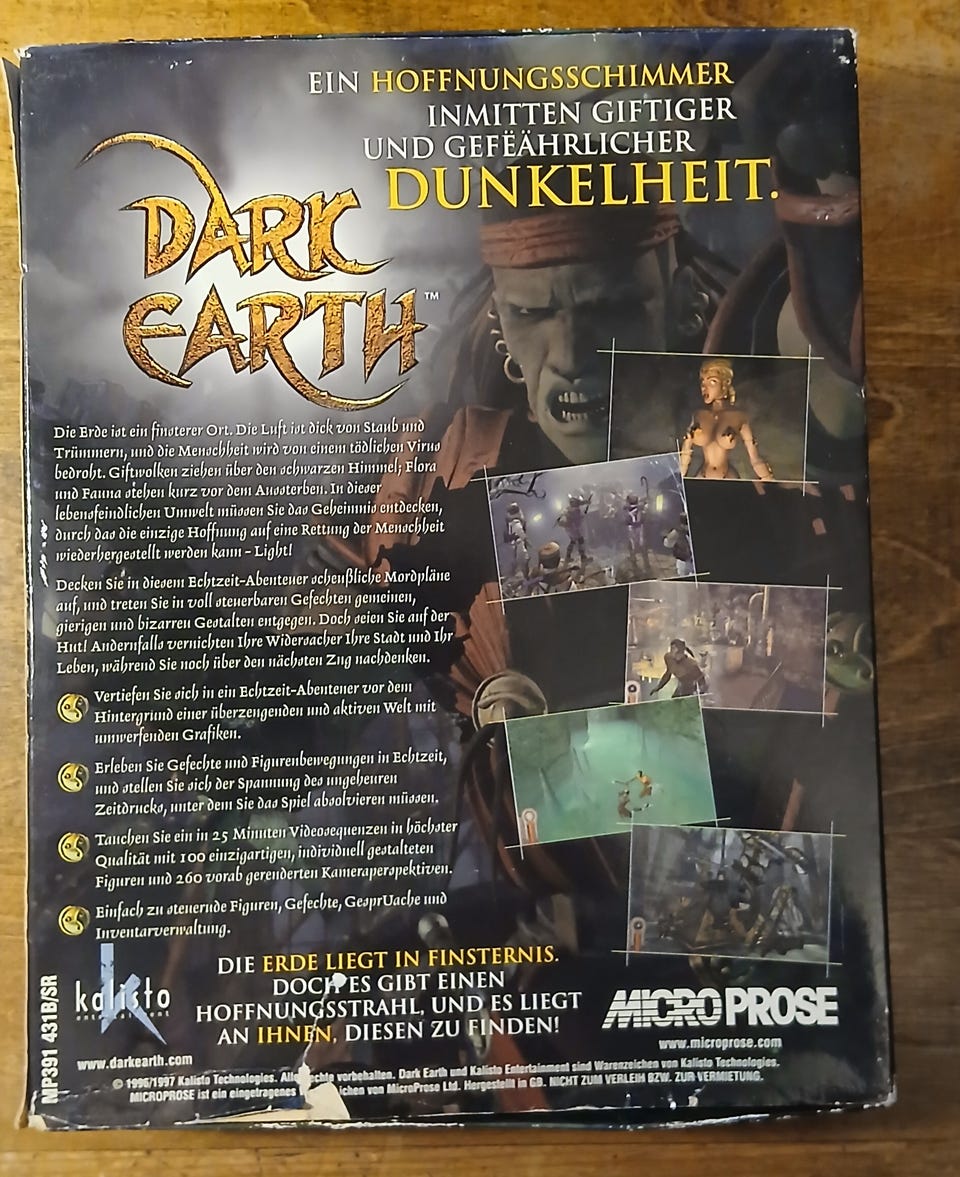 EIN HOFFNUNGSSCHIMMER
INMITTEN GIFTIGER
UND GEFËÄHRLICHER
DUNKELHEIT.
DARK
EARTH™
Die Erde ist ein finsterer Ort. Die Luft ist dick von Staub und
Trümmern, und die Menschheit wird von einem tödlichen Virus
bedroht. Giftwolken ziehen über den schwarzen Himmel; Flora
und Fauna stehen kurz vor dem Aussterben. In dieser
lebensfeindlichen Umwelt müssen Sie das Geheimnis entdecken,
durch das die einzige Hoffnung auf eine Rettung der Menschheit
wiederhergestellt werden kann - Light!
Decken Sie in diesem Echtzeit-Abenteuer scheußliche Mordpläne
auf, und treten Sie in voll steuerbaren Gefechten gemeinen,
gierigen und bizarren Gestalten entgegen. Doch seien Sie auf der
Hut! Andernfalls vernichten Ihre Widersacher Ihre Stadt und Ihr
Leben, während Sie noch über den nächsten Zug nachdenken.
Vertiefen Sie sich in ein Echtzeit-Abenteuer vor dem
Hintergrund einer überzeugenden und aktiven Welt mit
umwerfenden Grafiken.
Erleben Sie Gefechte und Figurenbewegungen in Echtzeit,
und stellen Sie sich der Spannung des ungeheuren
Zeitdrucks, unter dem Sie das Spiel absolvieren müssen.
Tauchen Sie ein in 25 Minuten Videosequenzen in höchster
Qualität mit 100 einzigartigen, individuell gestalteten
Figuren und 260 vorab gerenderten Kameraperspektiven.
Einfach zu steuernde Figuren, Gefechte, GesprUache und
Inventarverwaltung.
DIE ERDE LIEGT IN FINSTERNIS.
DOCH ES GIBT EINEN
HOFFNUNGSSTRAHL, UND ES LIEGT
AN IHNEN, DIESEN ZU FINDEN!
kalisto
entertainment
MICROPROSE
www.microprose.com
www.darkearth.com
MP391 431B/SR
© 1996/1997 Kalisto Technologies. Alle echte vorbehalten. Dark Earth und Kalisto Entertainment sind Warenzeichen von Kalisto Technologies.
MICROPROSE ist ein eingetragenes ichen von MicroProse Ltd. Hergestellt in GB. NICHT ZUM VERLEIH BZW. ZUR VERMIETUNG.